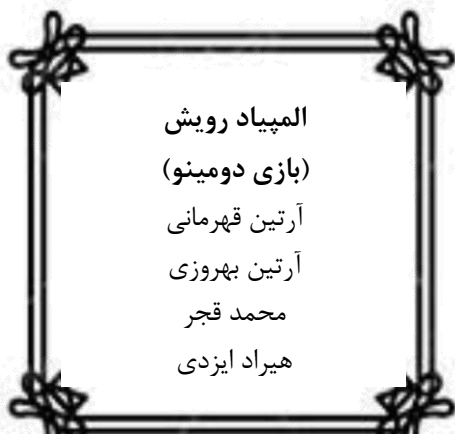 المپیاد رویش
(بازی دومینو)
آرتین قهرمانی
آرتین بهروزی
محمد قجر
هیراد ایزدی